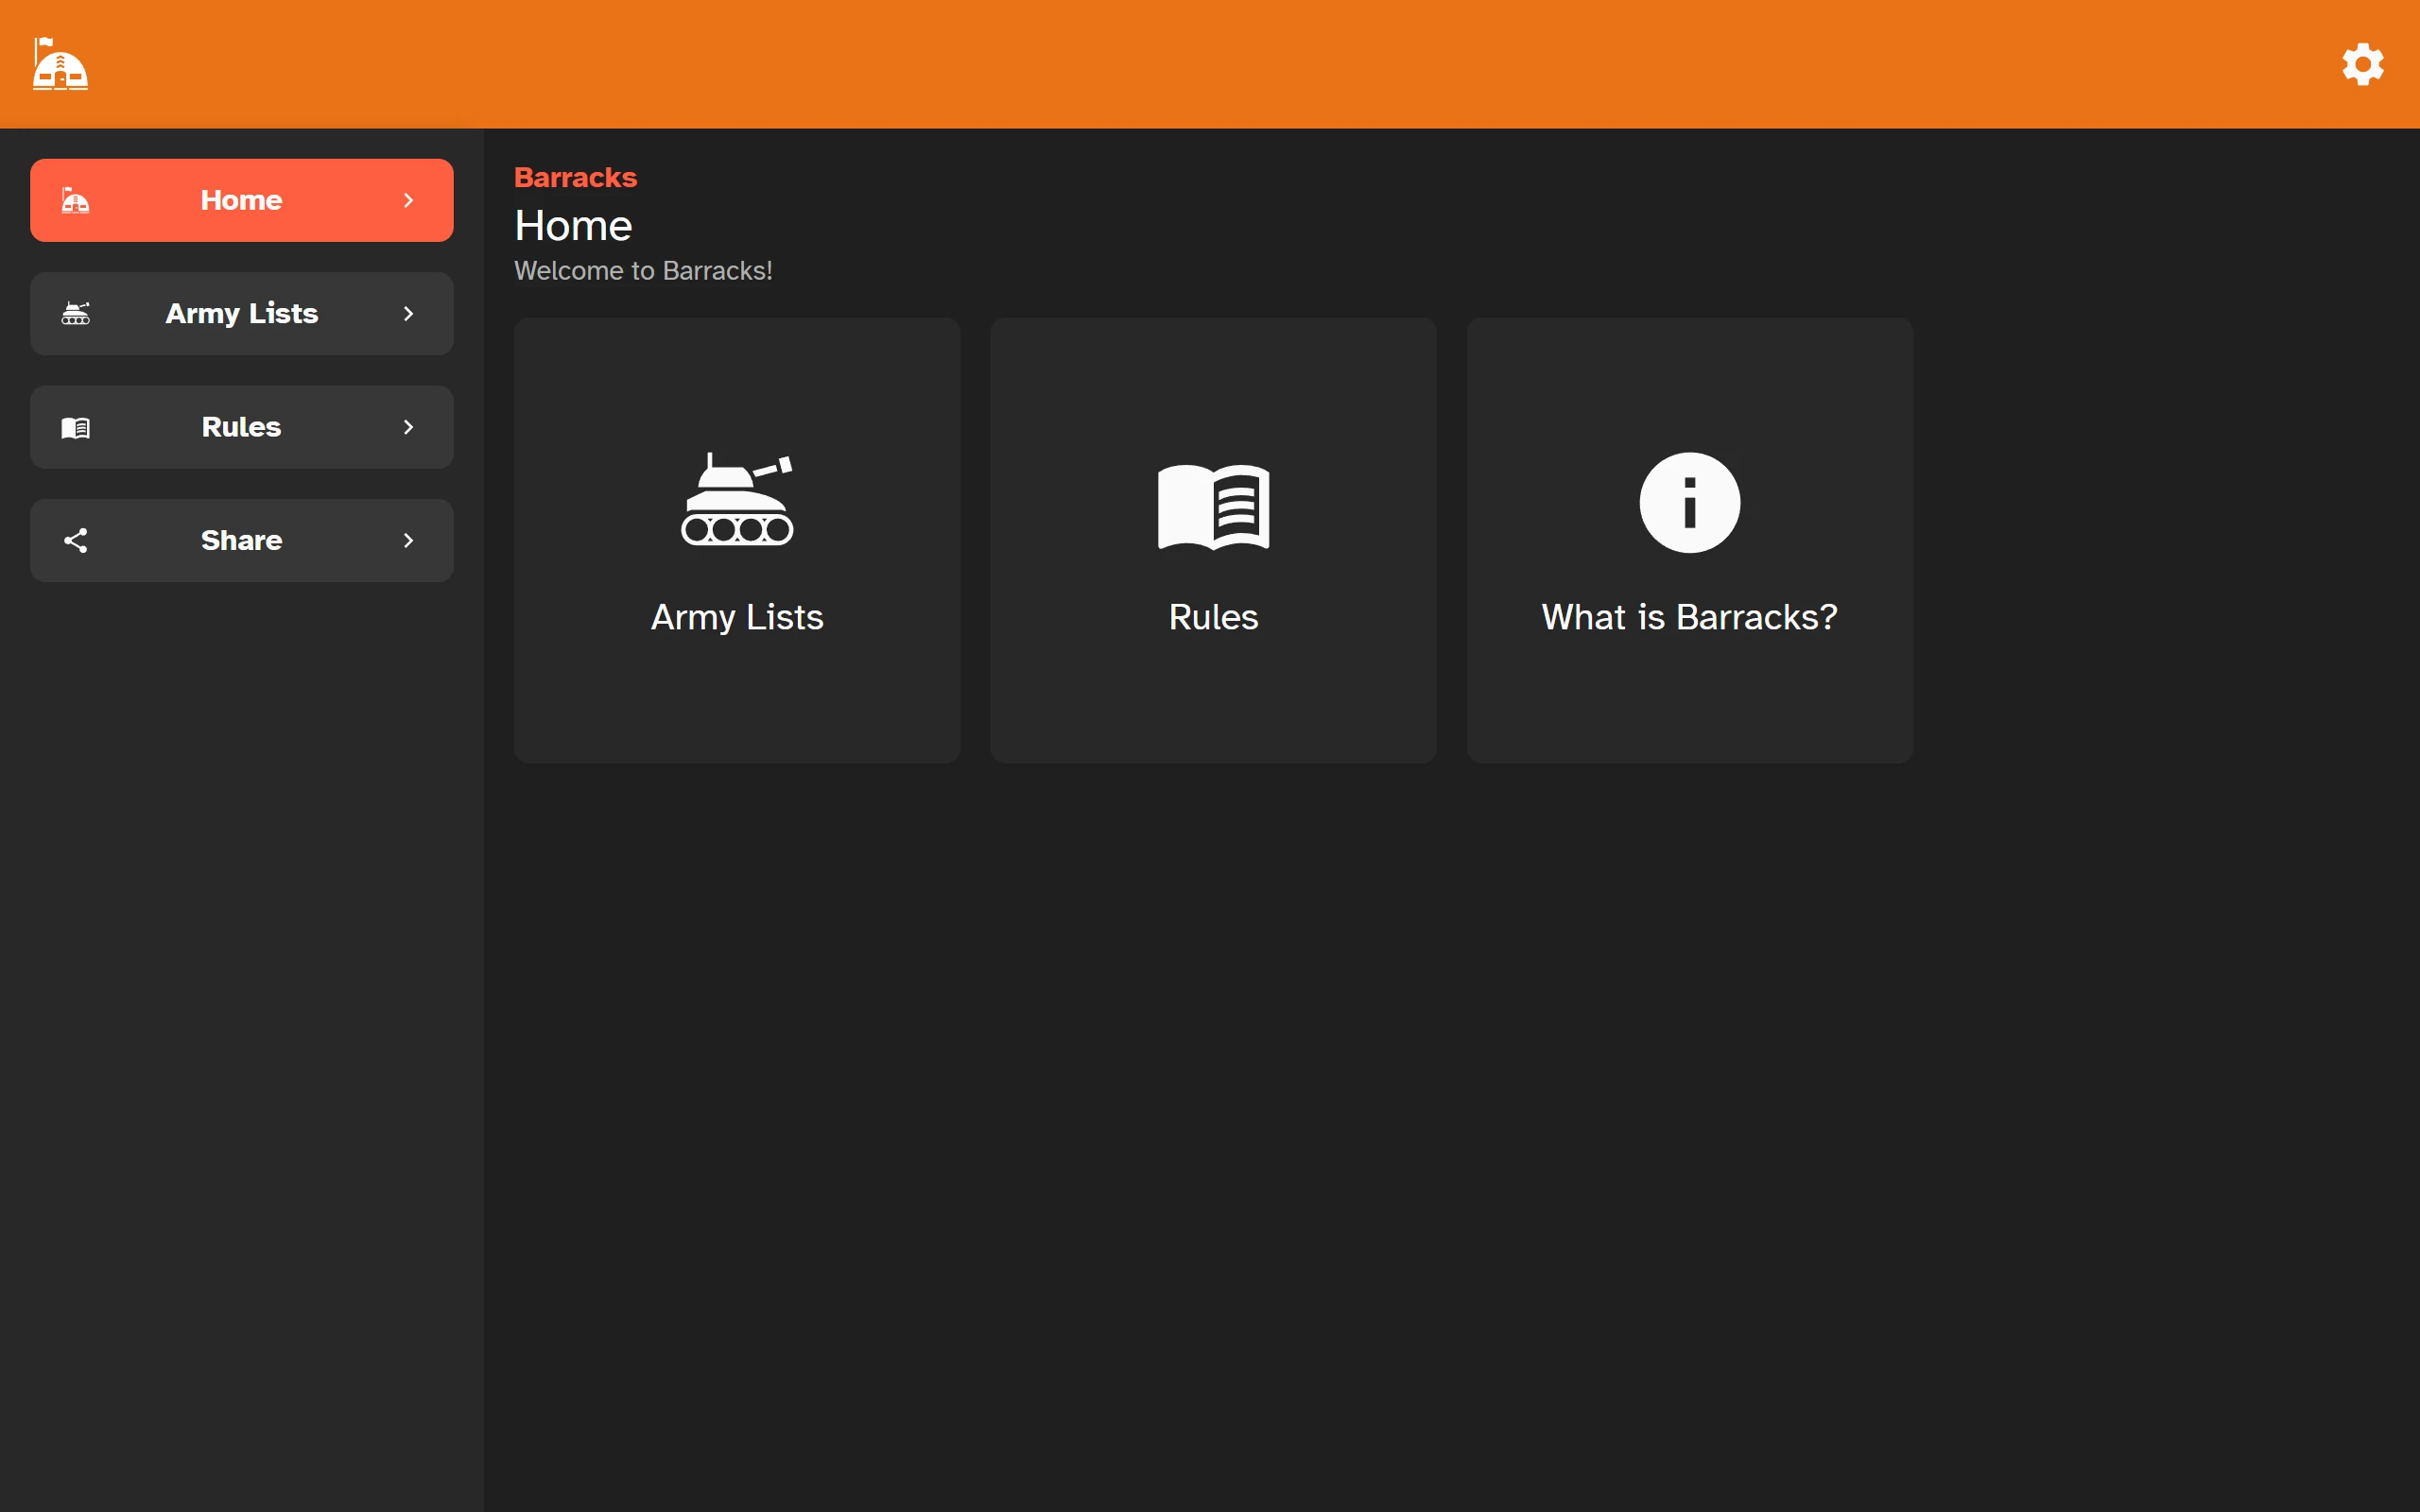 Home
Army Lists
Rules
Share
Barracks
Home
Welcome to Barracks!
Army Lists
Rules
What is Barracks?